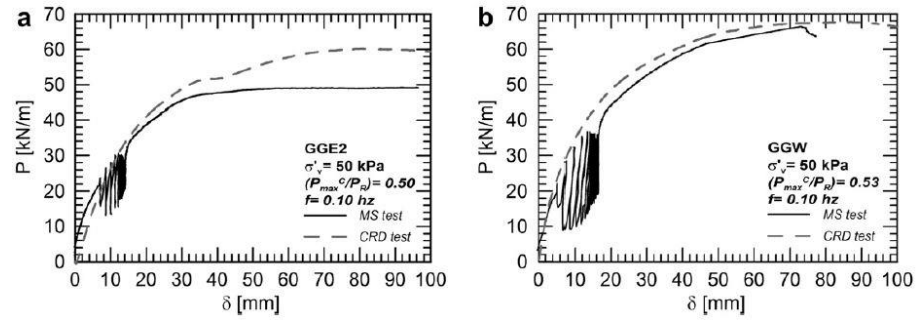 a
70
60
50
40
30
20
10
0
P [kN/m]
GGE2
σ'v= 50 kPa
(Pmax^C/PR)= 0.50
f= 0.10 hz
MS test
CRD test
0 10 20 30 40 50 60 70 80 90 100
δ [mm]
b
70
60
50
40
30
20
10
0
P [kN/m]
GGW
σ'v= 50 kPa
(Pmax^C/PR)= 0.53
f= 0.10 hz
MS test
CRD test
0 10 20 30 40 50 60 70 80 90 100
δ [mm]